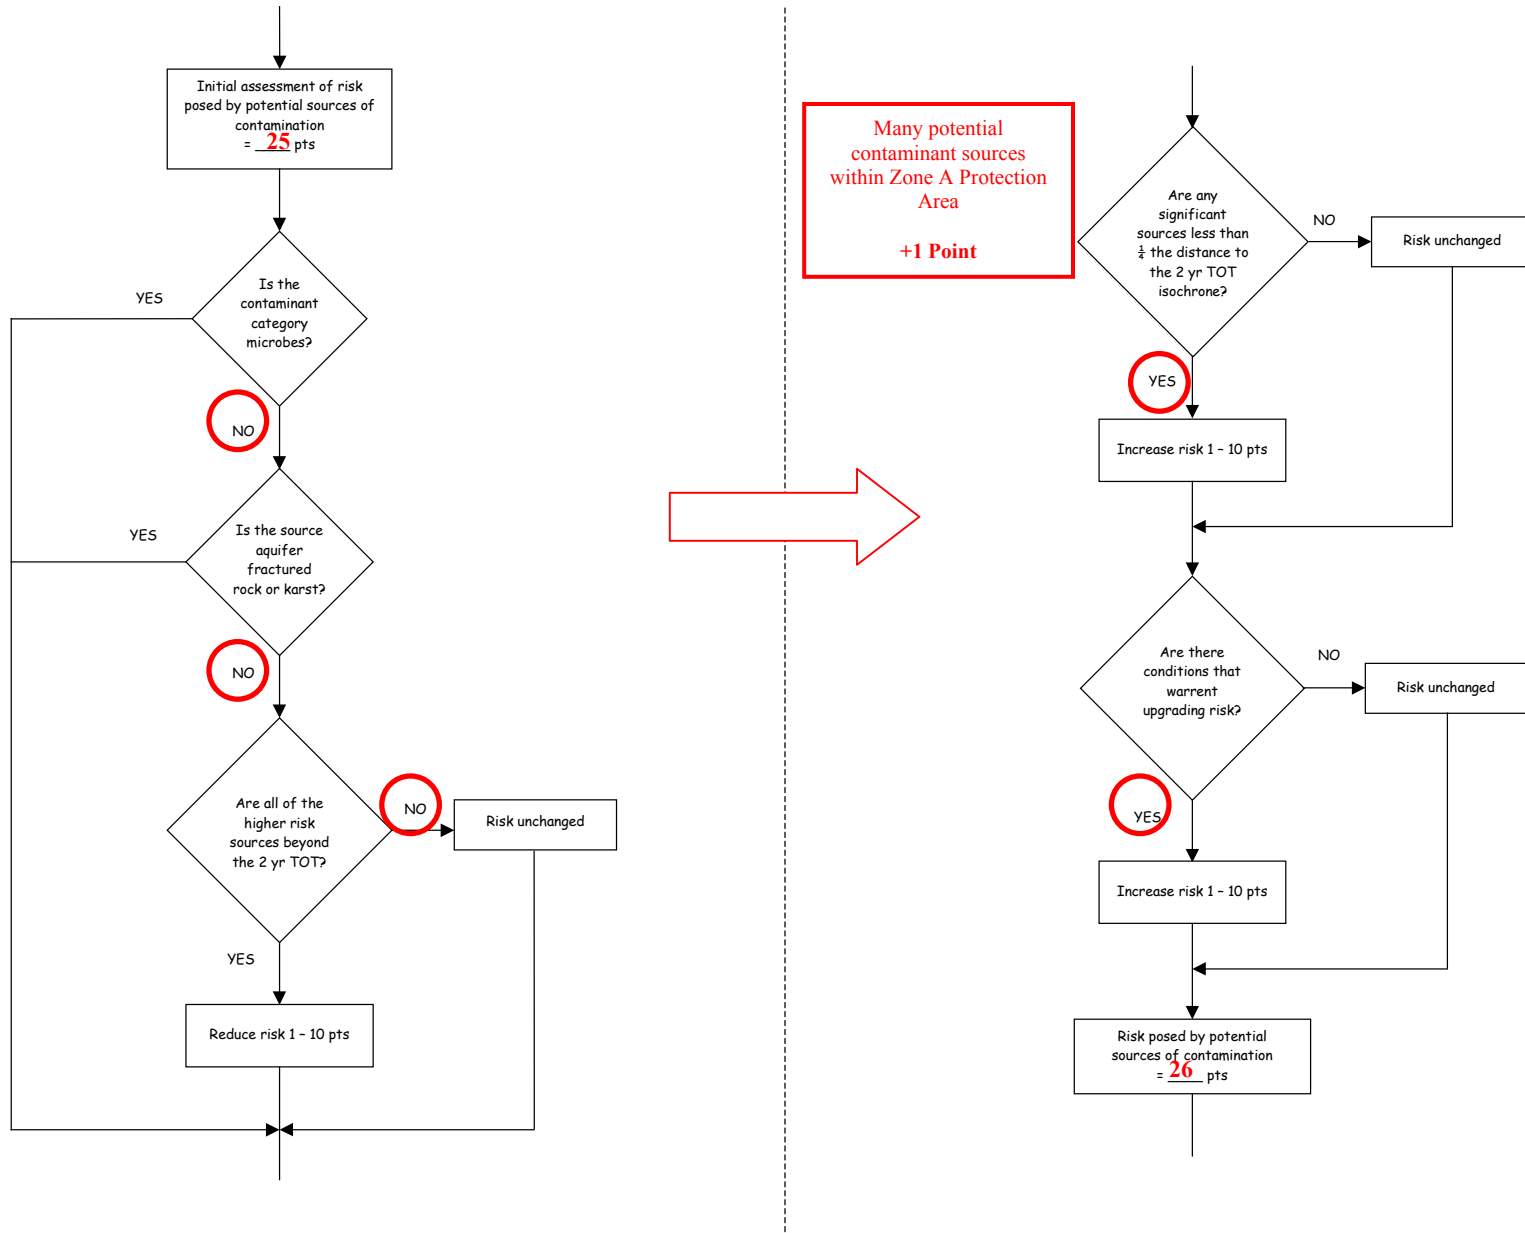 Initial assessment of risk
posed by potential sources of
contamination
= 25 pts
Is the
contaminant
category
microbes?
YES
NO
Is the source
aquifer
fractured
rock or karst?
YES
NO
Are all of the
higher risk
sources beyond
the 2 yr TOT?
NO
Risk unchanged
YES
Reduce risk 1 – 10 pts
Many potential
contaminant sources
within Zone A Protection
Area
+1 Point
Are any
significant
sources less than
¼ the distance to
the 2 yr TOT
isochrone?
NO
Risk unchanged
YES
Increase risk 1 – 10 pts
Are there
conditions that
warrent
upgrading risk?
NO
Risk unchanged
YES
Increase risk 1 – 10 pts
Risk posed by potential
sources of contamination
= 26 pts